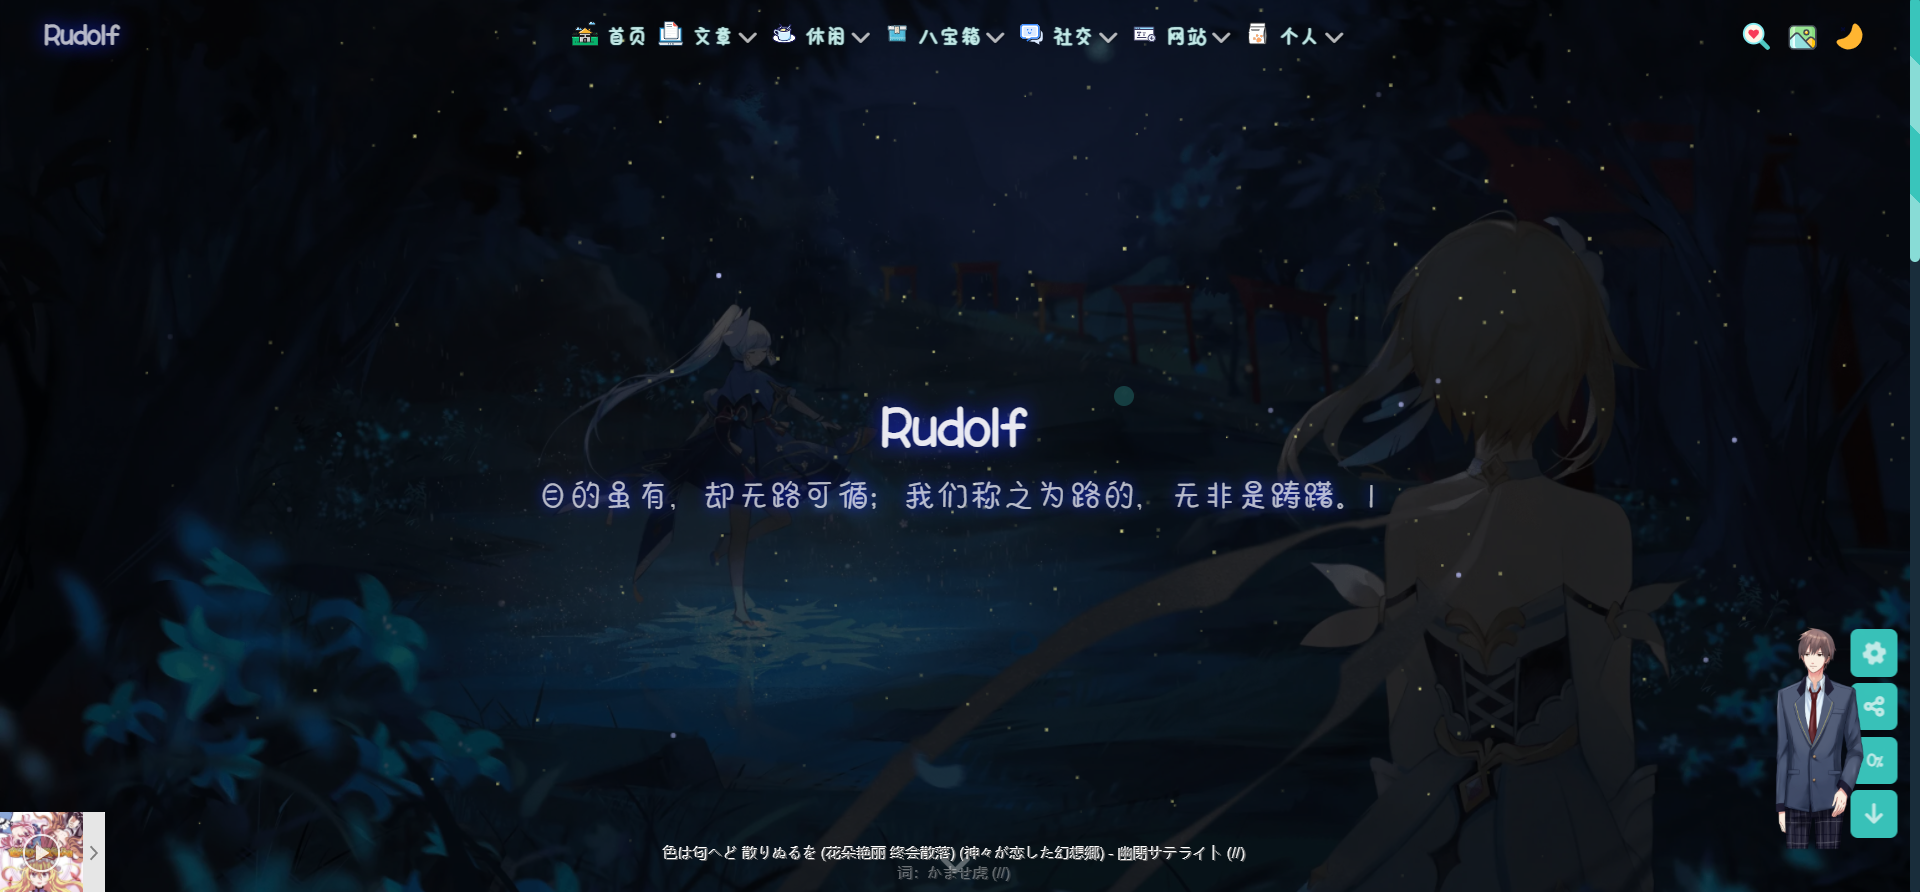 Rudolf
首页 文章 休闲 八宝箱 社交 网站 个人
Rudolf
目的虽有, 却无路可循; 我们称之为路的, 无非是踌躇。|
0%
色は匂へど 散りぬるを (花朵艳丽 终会散落) (神々が恋した幻想郷) - 幽閉サテライト (//)
词: かませ虎 (//)